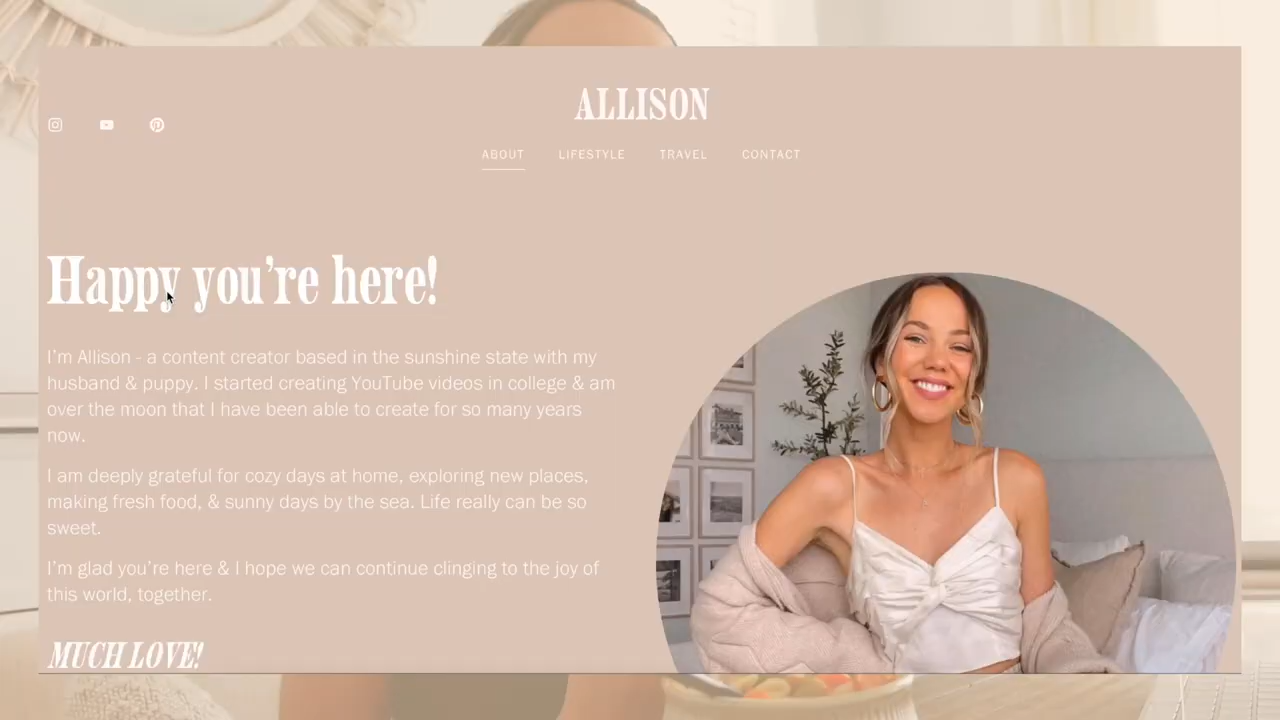 ALLISON
ABOUT LIFESTYLE TRAVEL CONTACT
Happy you're here!
I'm Allison - a content creator based in the sunshine state with my
husband & puppy. I started creating YouTube videos in college & am
over the moon that I have been able to create for so many years
now.
I am deeply grateful for cozy days at home, exploring new places,
making fresh food, & sunny days by the sea. Life really can be so
sweet.
I'm glad you're here & I hope we can continue clinging to the joy of
this world, together.
MUCH LOVE!